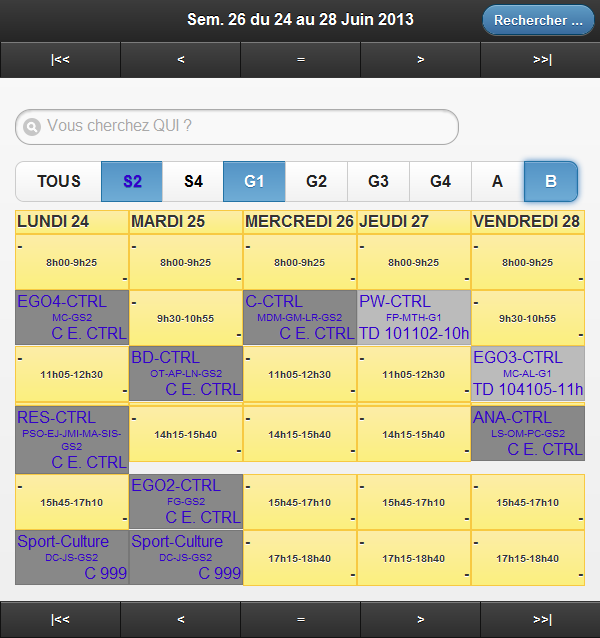 Sem. 26 du 24 au 28 Juin 2013
Rechercher ...
|<< < = > >>|
Vous cherchez QUI ?
TOUS S2 S4 G1 G2 G3 G4 A B
LUNDI 24 MARDI 25 MERCREDI 26 JEUDI 27 VENDREDI 28
- - - - -
8h00-9h25 8h00-9h25 8h00-9h25 8h00-9h25 8h00-9h25
- - - - -
EGO4-CTRL - C-CTRL PW-CTRL -
MC-GS2 9h30-10h55 MDM-GM-LR-GS2 FP-MTH-G1 9h30-10h55
C E. CTRL - C E. CTRL TD 101102-10h -
- BD-CTRL - - EGO3-CTRL
11h05-12h30 OT-AP-LN-GS2 11h05-12h30 11h05-12h30 MC-AL-G1
- C E. CTRL - - TD 104105-11h
RES-CTRL - - - ANA-CTRL
PSO-EJ-JMI-MA-SIS- 14h15-15h40 14h15-15h40 14h15-15h40 LS-OM-PC-GS2
GS2 - - - C E. CTRL
C E. CTRL
- EGO2-CTRL - - -
15h45-17h10 FG-GS2 15h45-17h10 15h45-17h10 15h45-17h10
- C E. CTRL - - -
Sport-Culture Sport-Culture - - -
DC-JS-GS2 DC-JS-GS2 17h15-18h40 17h15-18h40 17h15-18h40
C 999 C 999 - - -
|<< < = > >>|